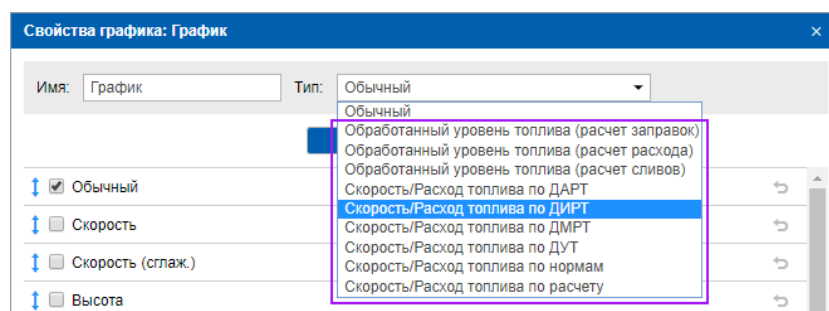 Свойства графика: График
Имя: График Тип: Обычный
Обычный
Обработанный уровень топлива (расчет заправок)
Обработанный уровень топлива (расчет расхода)
Обработанный уровень топлива (расчет сливов)
Скорость/Расход топлива по ДАРТ
Скорость/Расход топлива по ДИРТ
Скорость/Расход топлива по ДМРТ
Скорость/Расход топлива по ДУТ
Скорость/Расход топлива по нормам
Скорость/Расход топлива по расчету
Обычный
Скорость
Скорость (сглаж.)
Высота